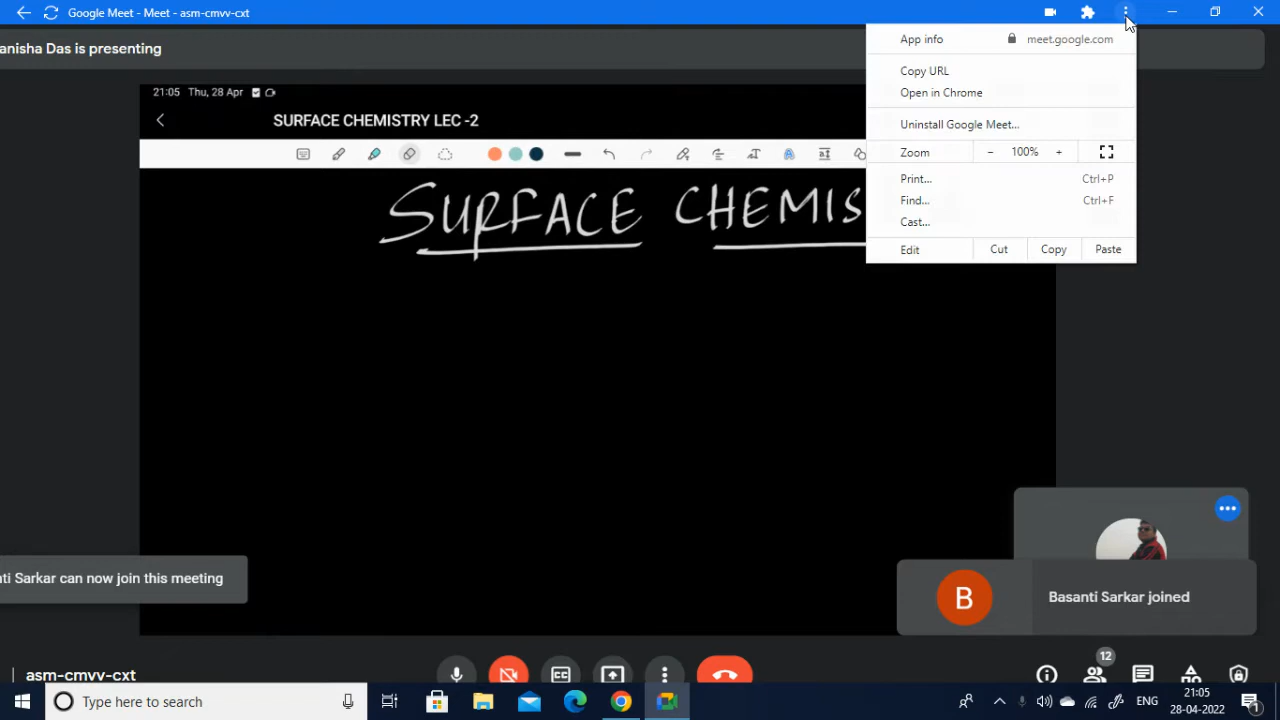 Google Meet - Meet - asm-cmvv-cxt
anisha Das is presenting
App info
meet.google.com
Copy URL
Open in Chrome
Uninstall Google Meet...
Zoom
-
100%
+
Print...
Ctrl+P
Find...
Ctrl+F
Cast...
Edit
Cut
Copy
Paste
21:05 Thu, 28 Apr
SURFACE CHEMISTRY LEC -2
SURFACE CHEMIS
ti Sarkar can now join this meeting
B
Basanti Sarkar joined
asm-cmvv-cxt
12
Type here to search
ENG
21:05
28-04-2022
1